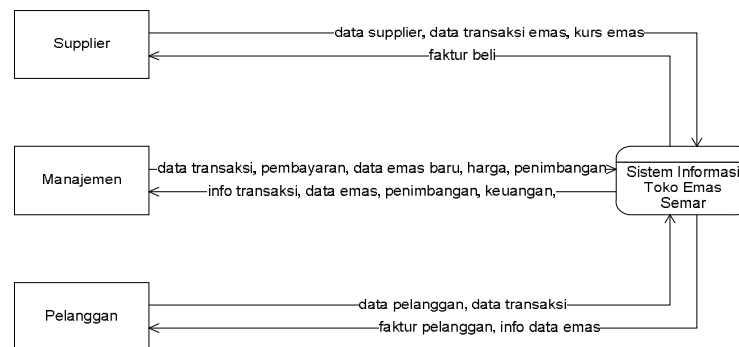 Supplier
data supplier, data transaksi emas, kurs emas
faktur beli
Manajemen
data transaksi, pembayaran, data emas baru, harga, penimbangan
info transaksi, data emas, penimbangan, keuangan,
Sistem Informasi
Toko Emas
Semar
Pelanggan
data pelanggan, data transaksi
faktur pelanggan, info data emas